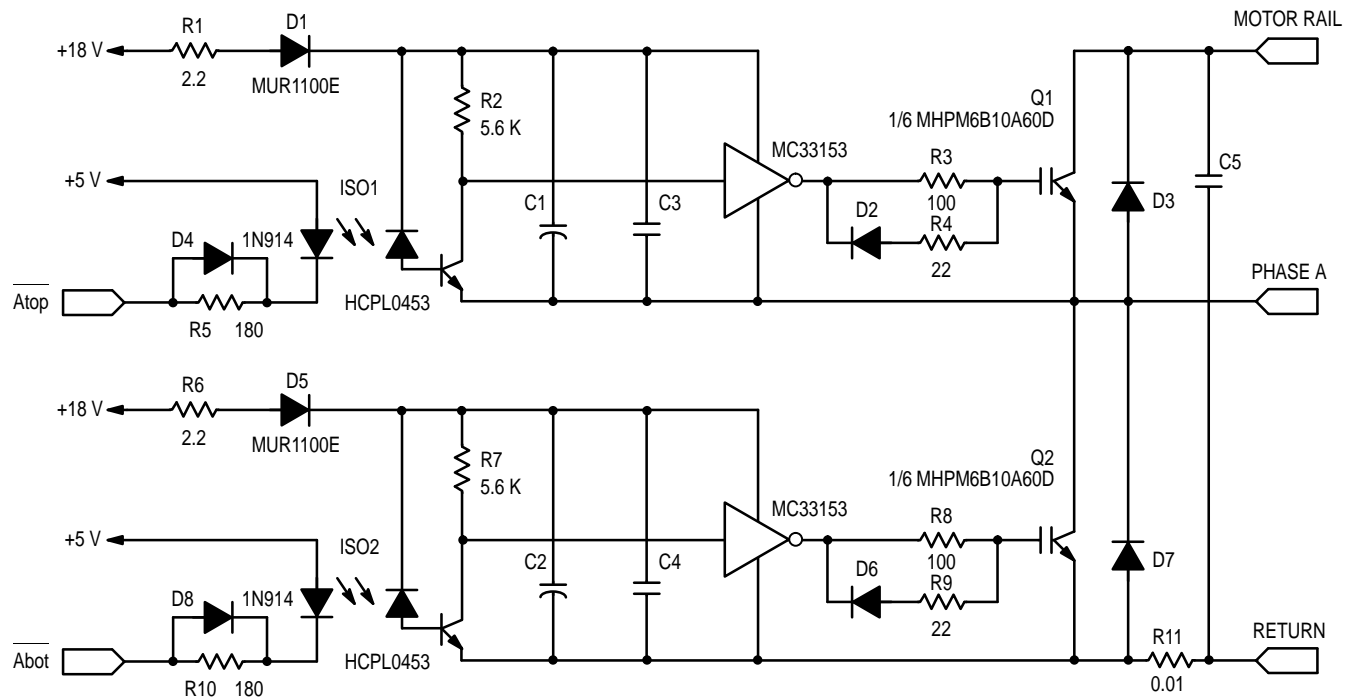 MOTOR RAIL
+18 V
R1
2.2
D1
MUR1100E
R2
5.6 K
Q1
1/6 MHPM6B10A60D
MC33153
R3
100
C5
+5 V
ISO1
C1
C3
D2
R4
22
D3
D4
1N914
Atop
R5 180
HCPL0453
PHASE A
+18 V
R6
2.2
D5
MUR1100E
R7
5.6 K
Q2
1/6 MHPM6B10A60D
MC33153
R8
100
+5 V
ISO2
C2
C4
D6
R9
22
D7
D8
1N914
Abot
R10 180
HCPL0453
R11
0.01
RETURN